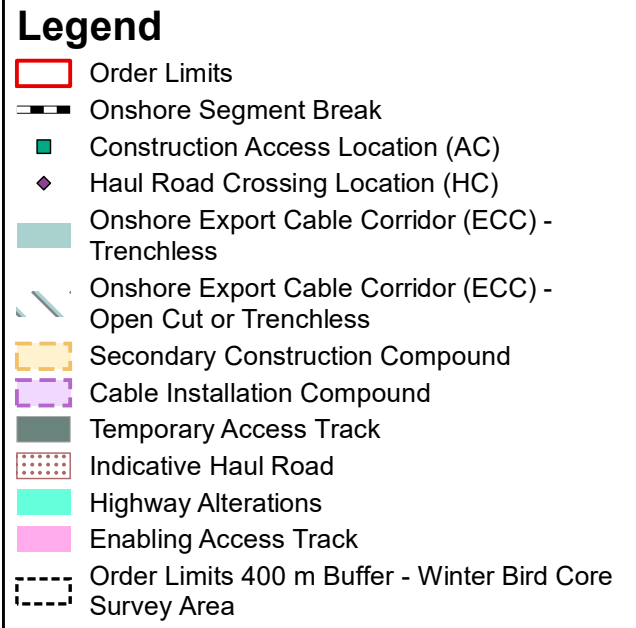 Legend
Order Limits
Onshore Segment Break
Construction Access Location (AC)
Haul Road Crossing Location (HC)
Onshore Export Cable Corridor (ECC) -
Trenchless
Onshore Export Cable Corridor (ECC) -
Open Cut or Trenchless
Secondary Construction Compound
Cable Installation Compound
Temporary Access Track
Indicative Haul Road
Highway Alterations
Enabling Access Track
Order Limits 400 m Buffer - Winter Bird Core
Survey Area